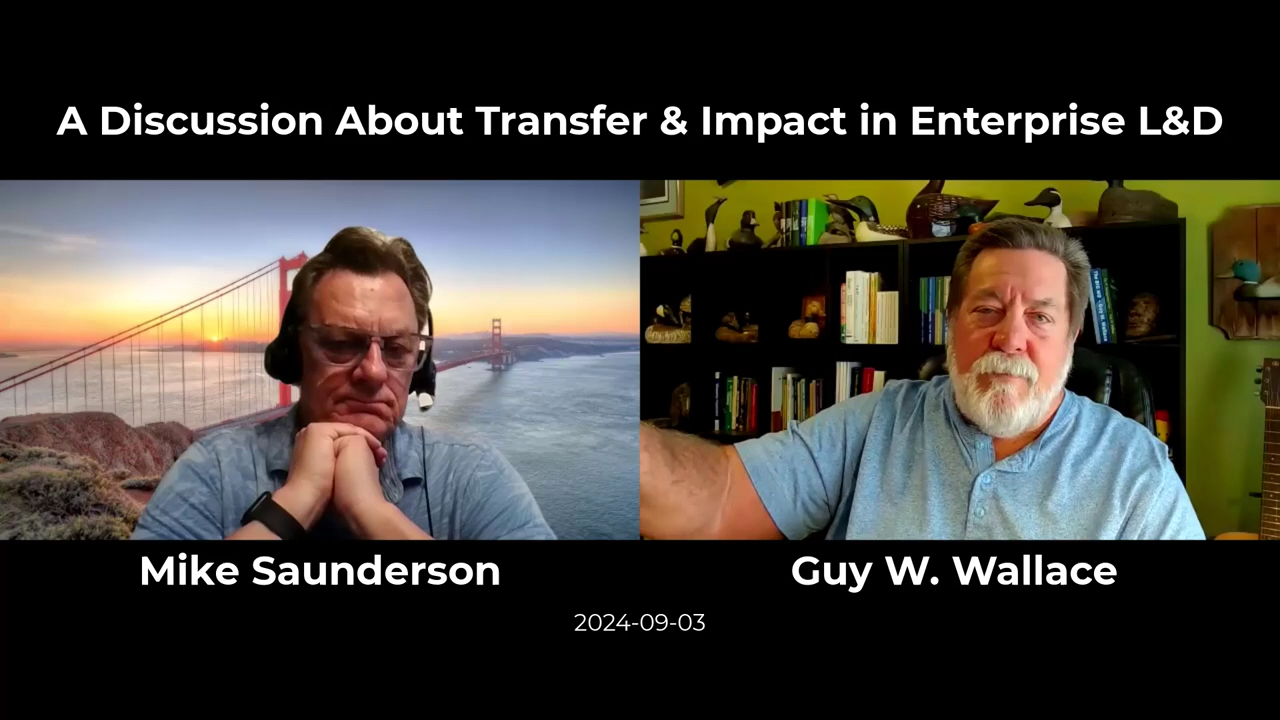 A Discussion About Transfer & Impact in Enterprise L&D
Mike Saunderson
Guy W. Wallace
2024-09-03